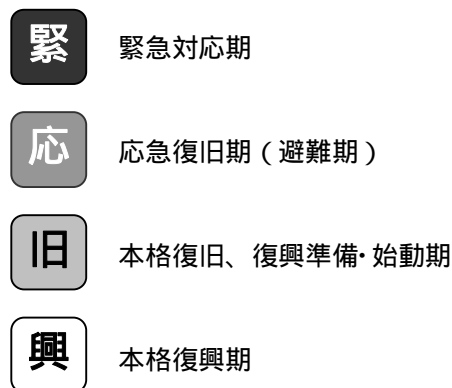 緊 緊急対応期
応 応急復旧期(避難期)
旧 本格復旧、復興準備・始動期
興 本格復興期